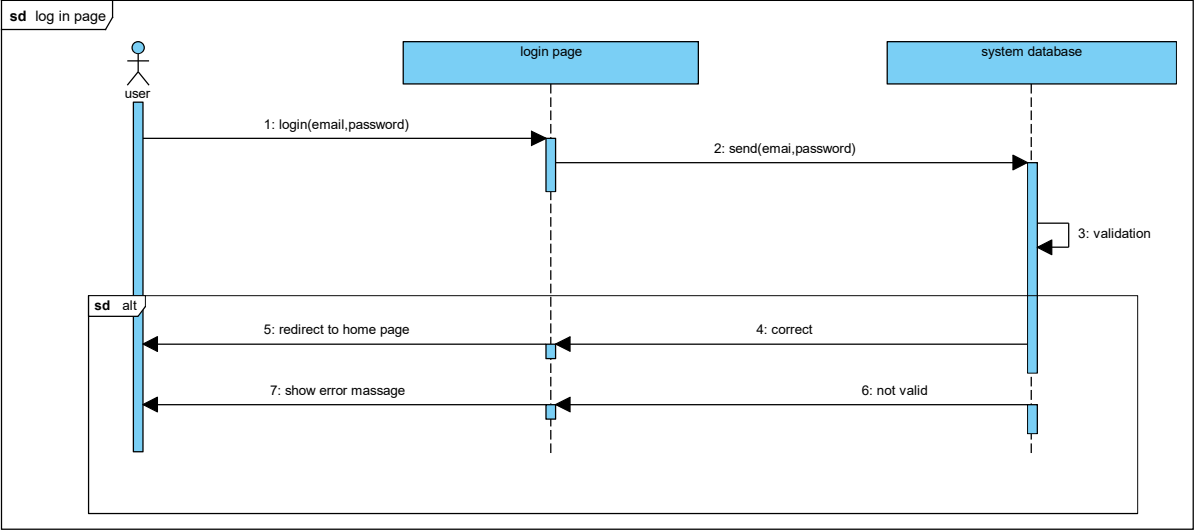 sd log in page
user
login page
system database
1: login(email,password)
2: send(emai,password)
3: validation
sd alt
5: redirect to home page
4: correct
7: show error massage
6: not valid